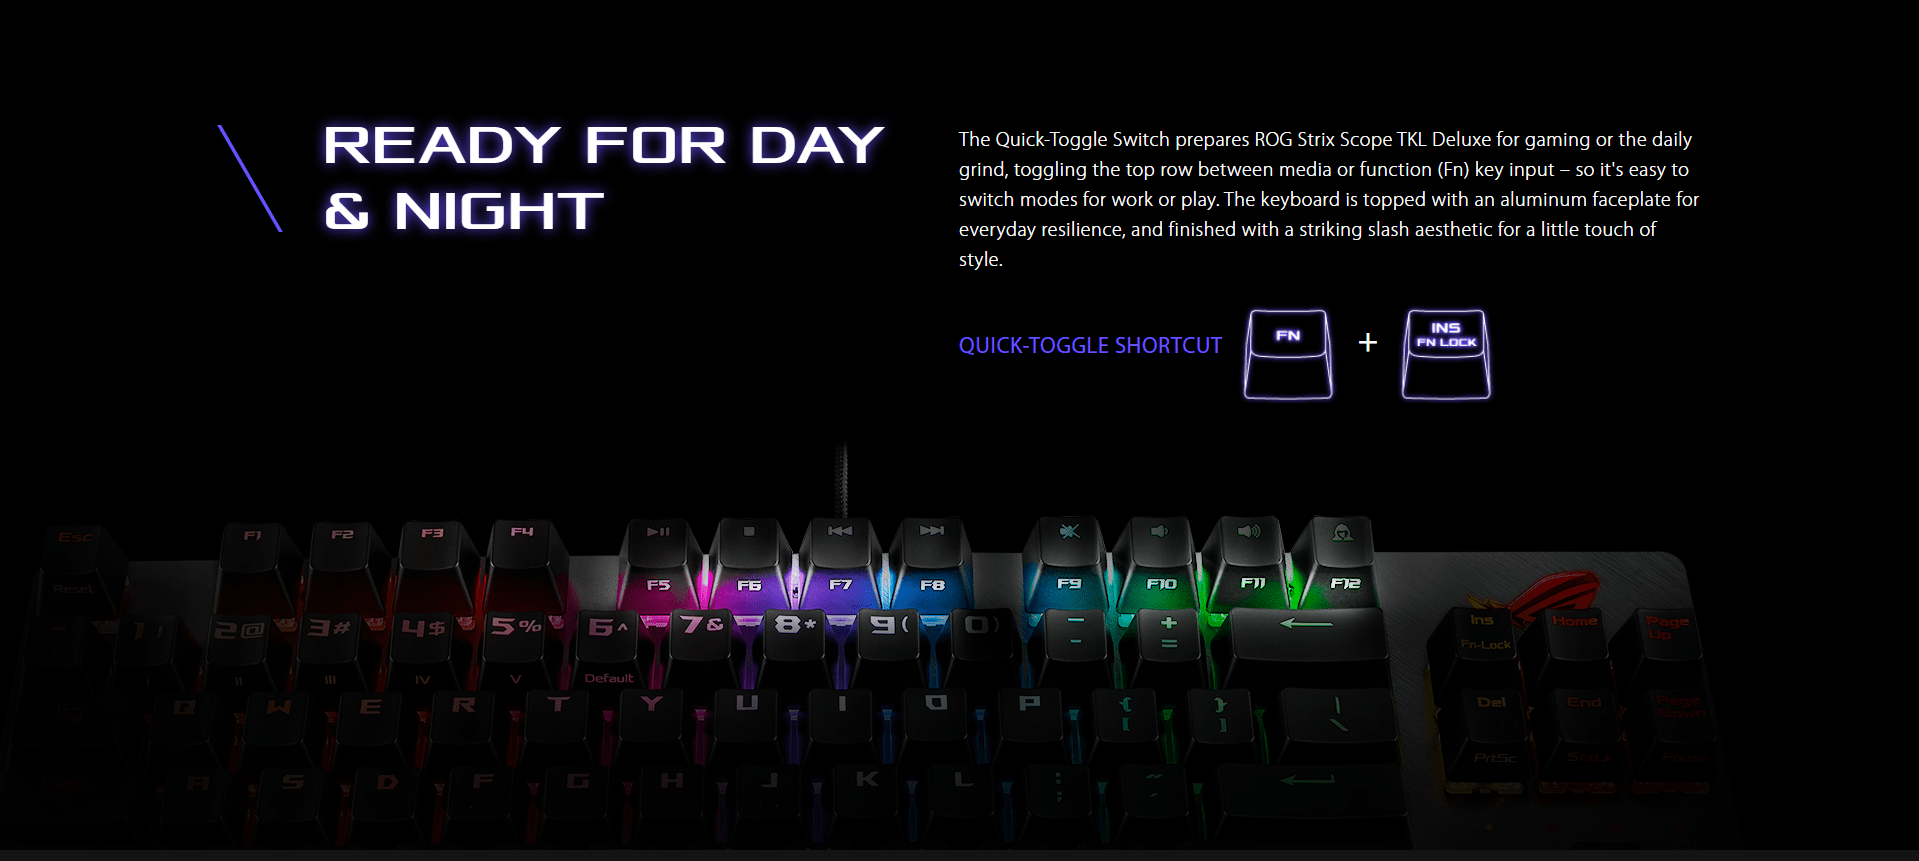 READY FOR DAY
& NIGHT
The Quick-Toggle Switch prepares ROG Strix Scope TKL Deluxe for gaming or the daily
grind, toggling the top row between media or function (Fn) key input – so it's easy to
switch modes for work or play. The keyboard is topped with an aluminum faceplate for
everyday resilience, and finished with a striking slash aesthetic for a little touch of
style.
QUICK-TOGGLE SHORTCUT FN + INS
FN LOCK
Esc F1 F2 F3 F4
Reset F5 F6 F7 F8 F9 F10 F11 F12
1 ! 2 @ 3 # 4 $ 5 % 6 ^ 7 & 8 * 9 ( 0 ) - - + = Ins Home Page Up
Fn-Lock
I II III IV V Default
Q W E R T Y U I O P { [ } ] | \ Del End Page Down
PrtSc ScrLk Pause
A S D F G H J K L : ; " '